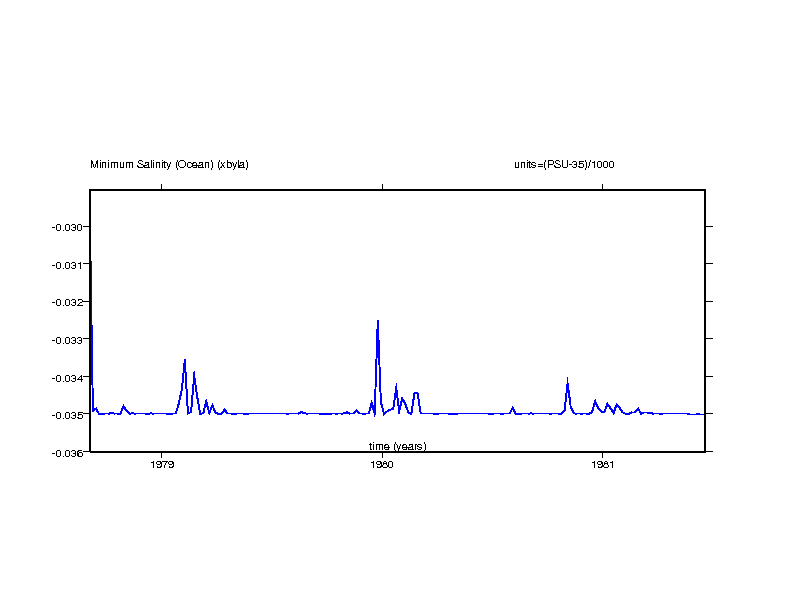 Minimum Salinity (Ocean) (xbyla) units=(PSU-35)/1000
-0.030
-0.031
-0.032
-0.033
-0.034
-0.035
-0.036
time (years)
1979 1980 1981